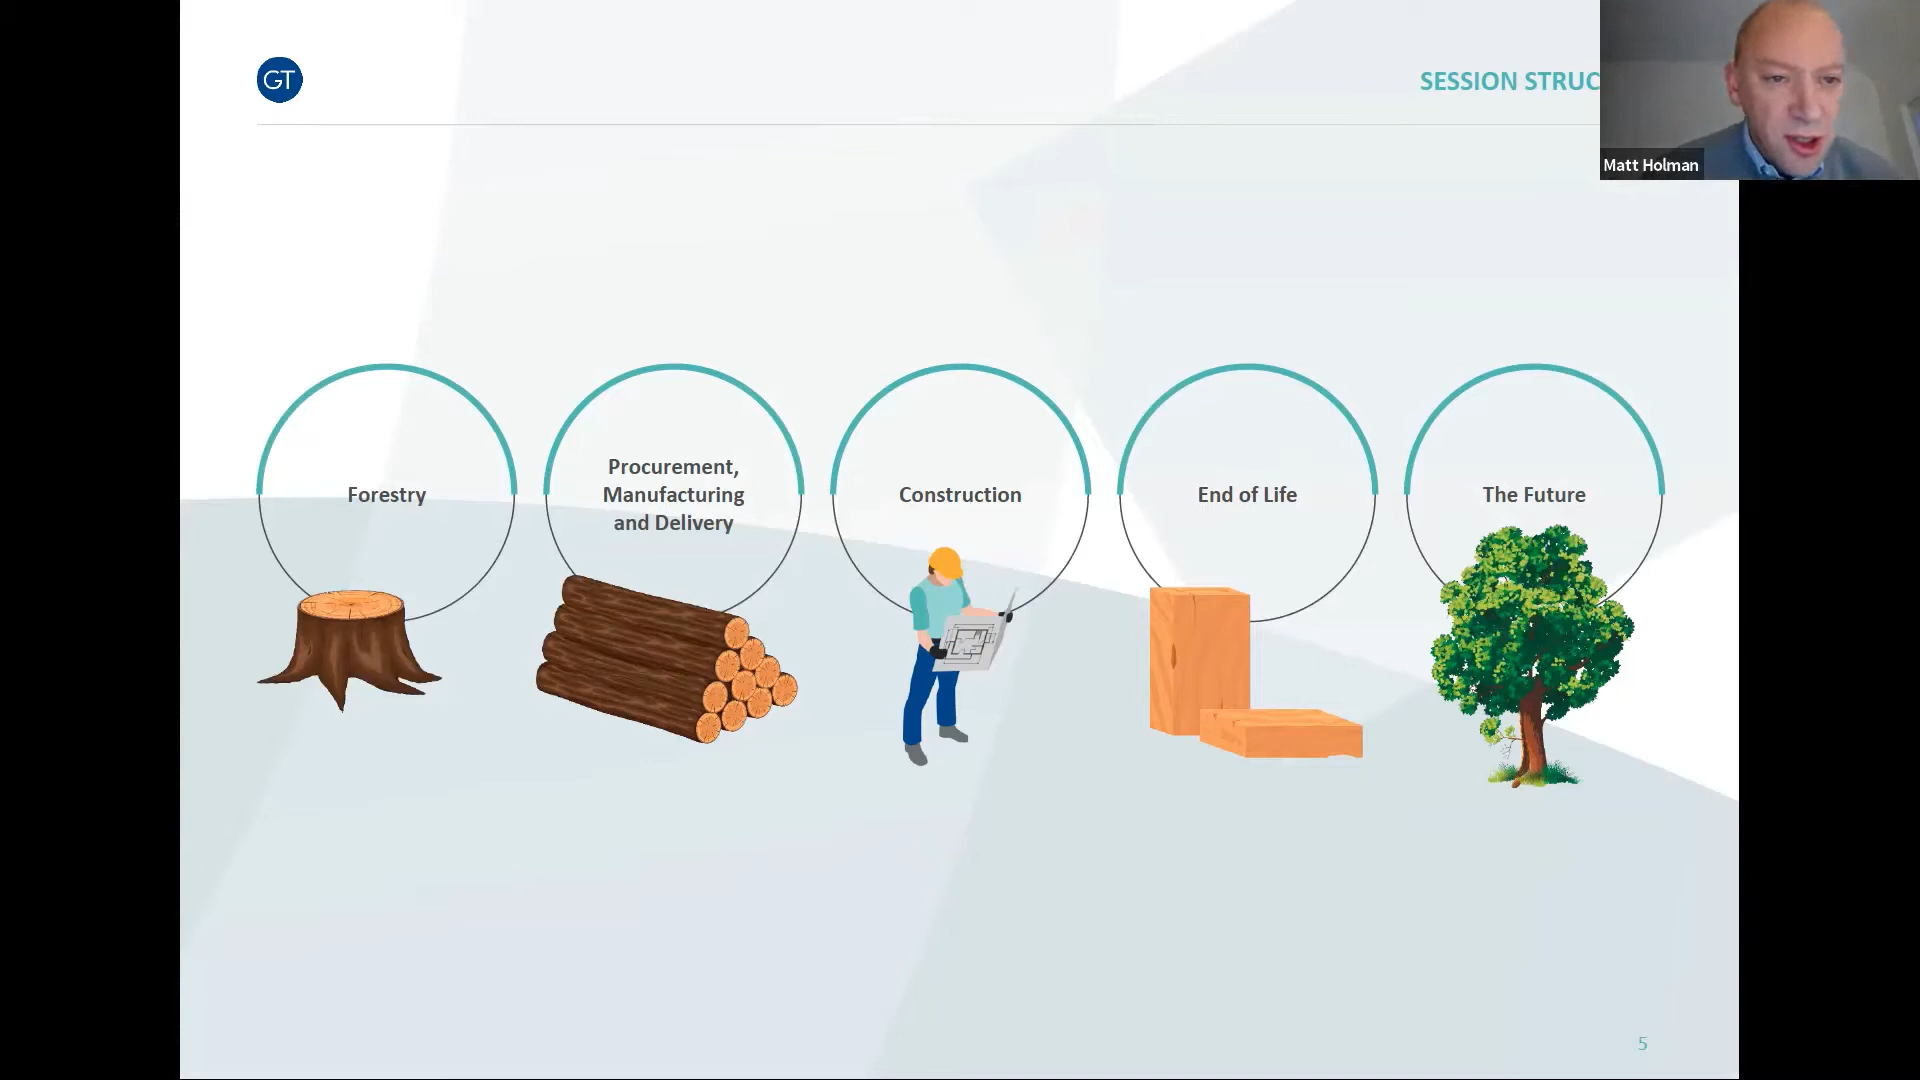 GT
SESSION STRUC
Matt Holman
Forestry
Procurement,
Manufacturing
and Delivery
Construction
End of Life
The Future
5